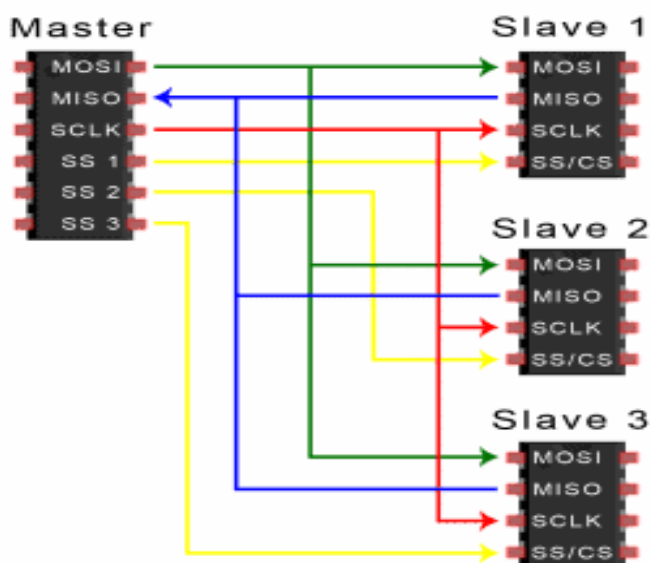 Master
MOSI
MISO
SCLK
SS 1
SS 2
SS 3
Slave 1
MOSI
MISO
SCLK
SS/CS
Slave 2
MOSI
MISO
SCLK
SS/CS
Slave 3
MOSI
MISO
SCLK
SS/CS